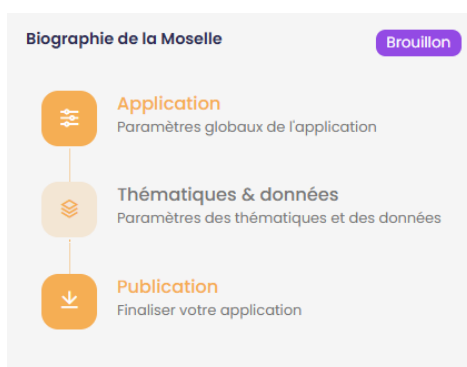 Biographie de la Moselle
Brouillon
Application
Paramètres globaux de l'application
Thématiques & données
Paramètres des thématiques et des données
Publication
Finaliser votre application